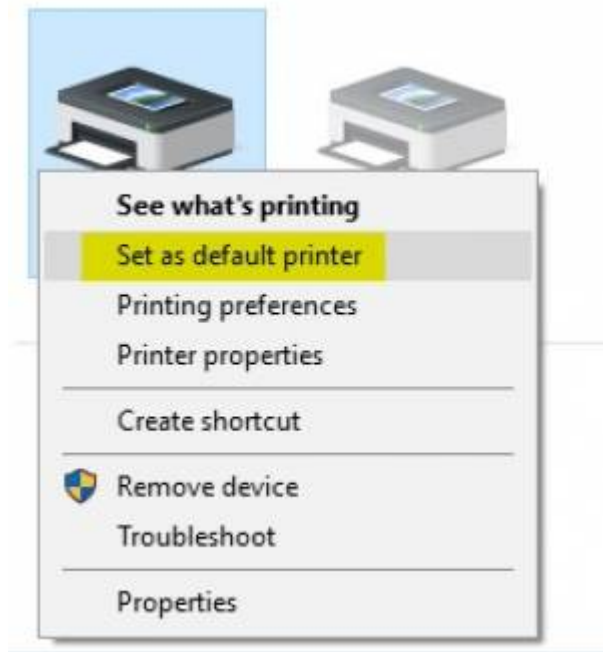 See what's printing
Set as default printer
Printing preferences
Printer properties
Create shortcut
Remove device
Troubleshoot
Properties